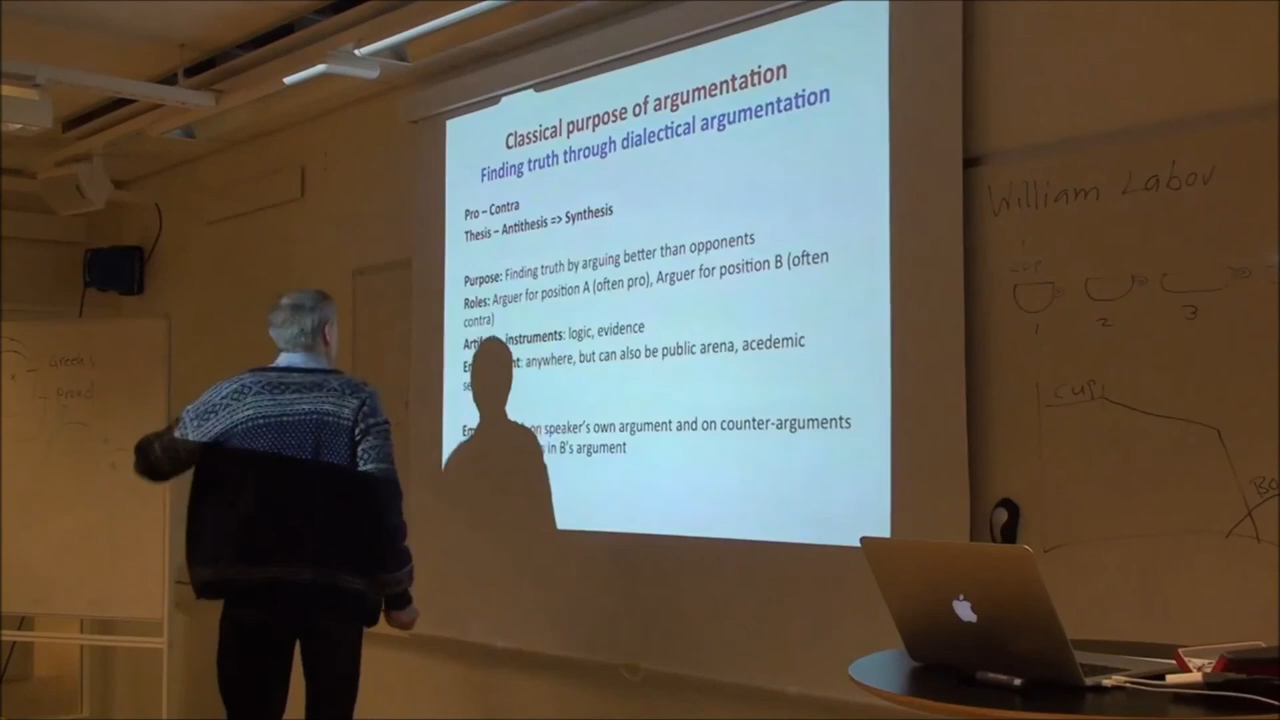 Classical purpose of argumentation
Finding truth through dialectical argumentation
Pro – Contra
Thesis – Antithesis => Synthesis
Purpose: Finding truth by arguing better than opponents
Roles: Arguer for position A (often pro), Arguer for position B (often
contra)
instruments: logic, evidence
anywhere, but can also be public arena, acedemic
on speaker's own argument and on counter-arguments
in B's argument
William Labov
CUP
1 2 3
CUP
Greeks
proud